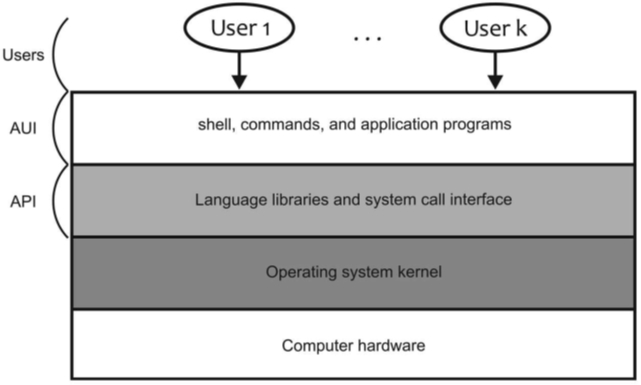 User 1
...
User k
Users
AUI
shell, commands, and application programs
API
Language libraries and system call interface
Operating system kernel
Computer hardware